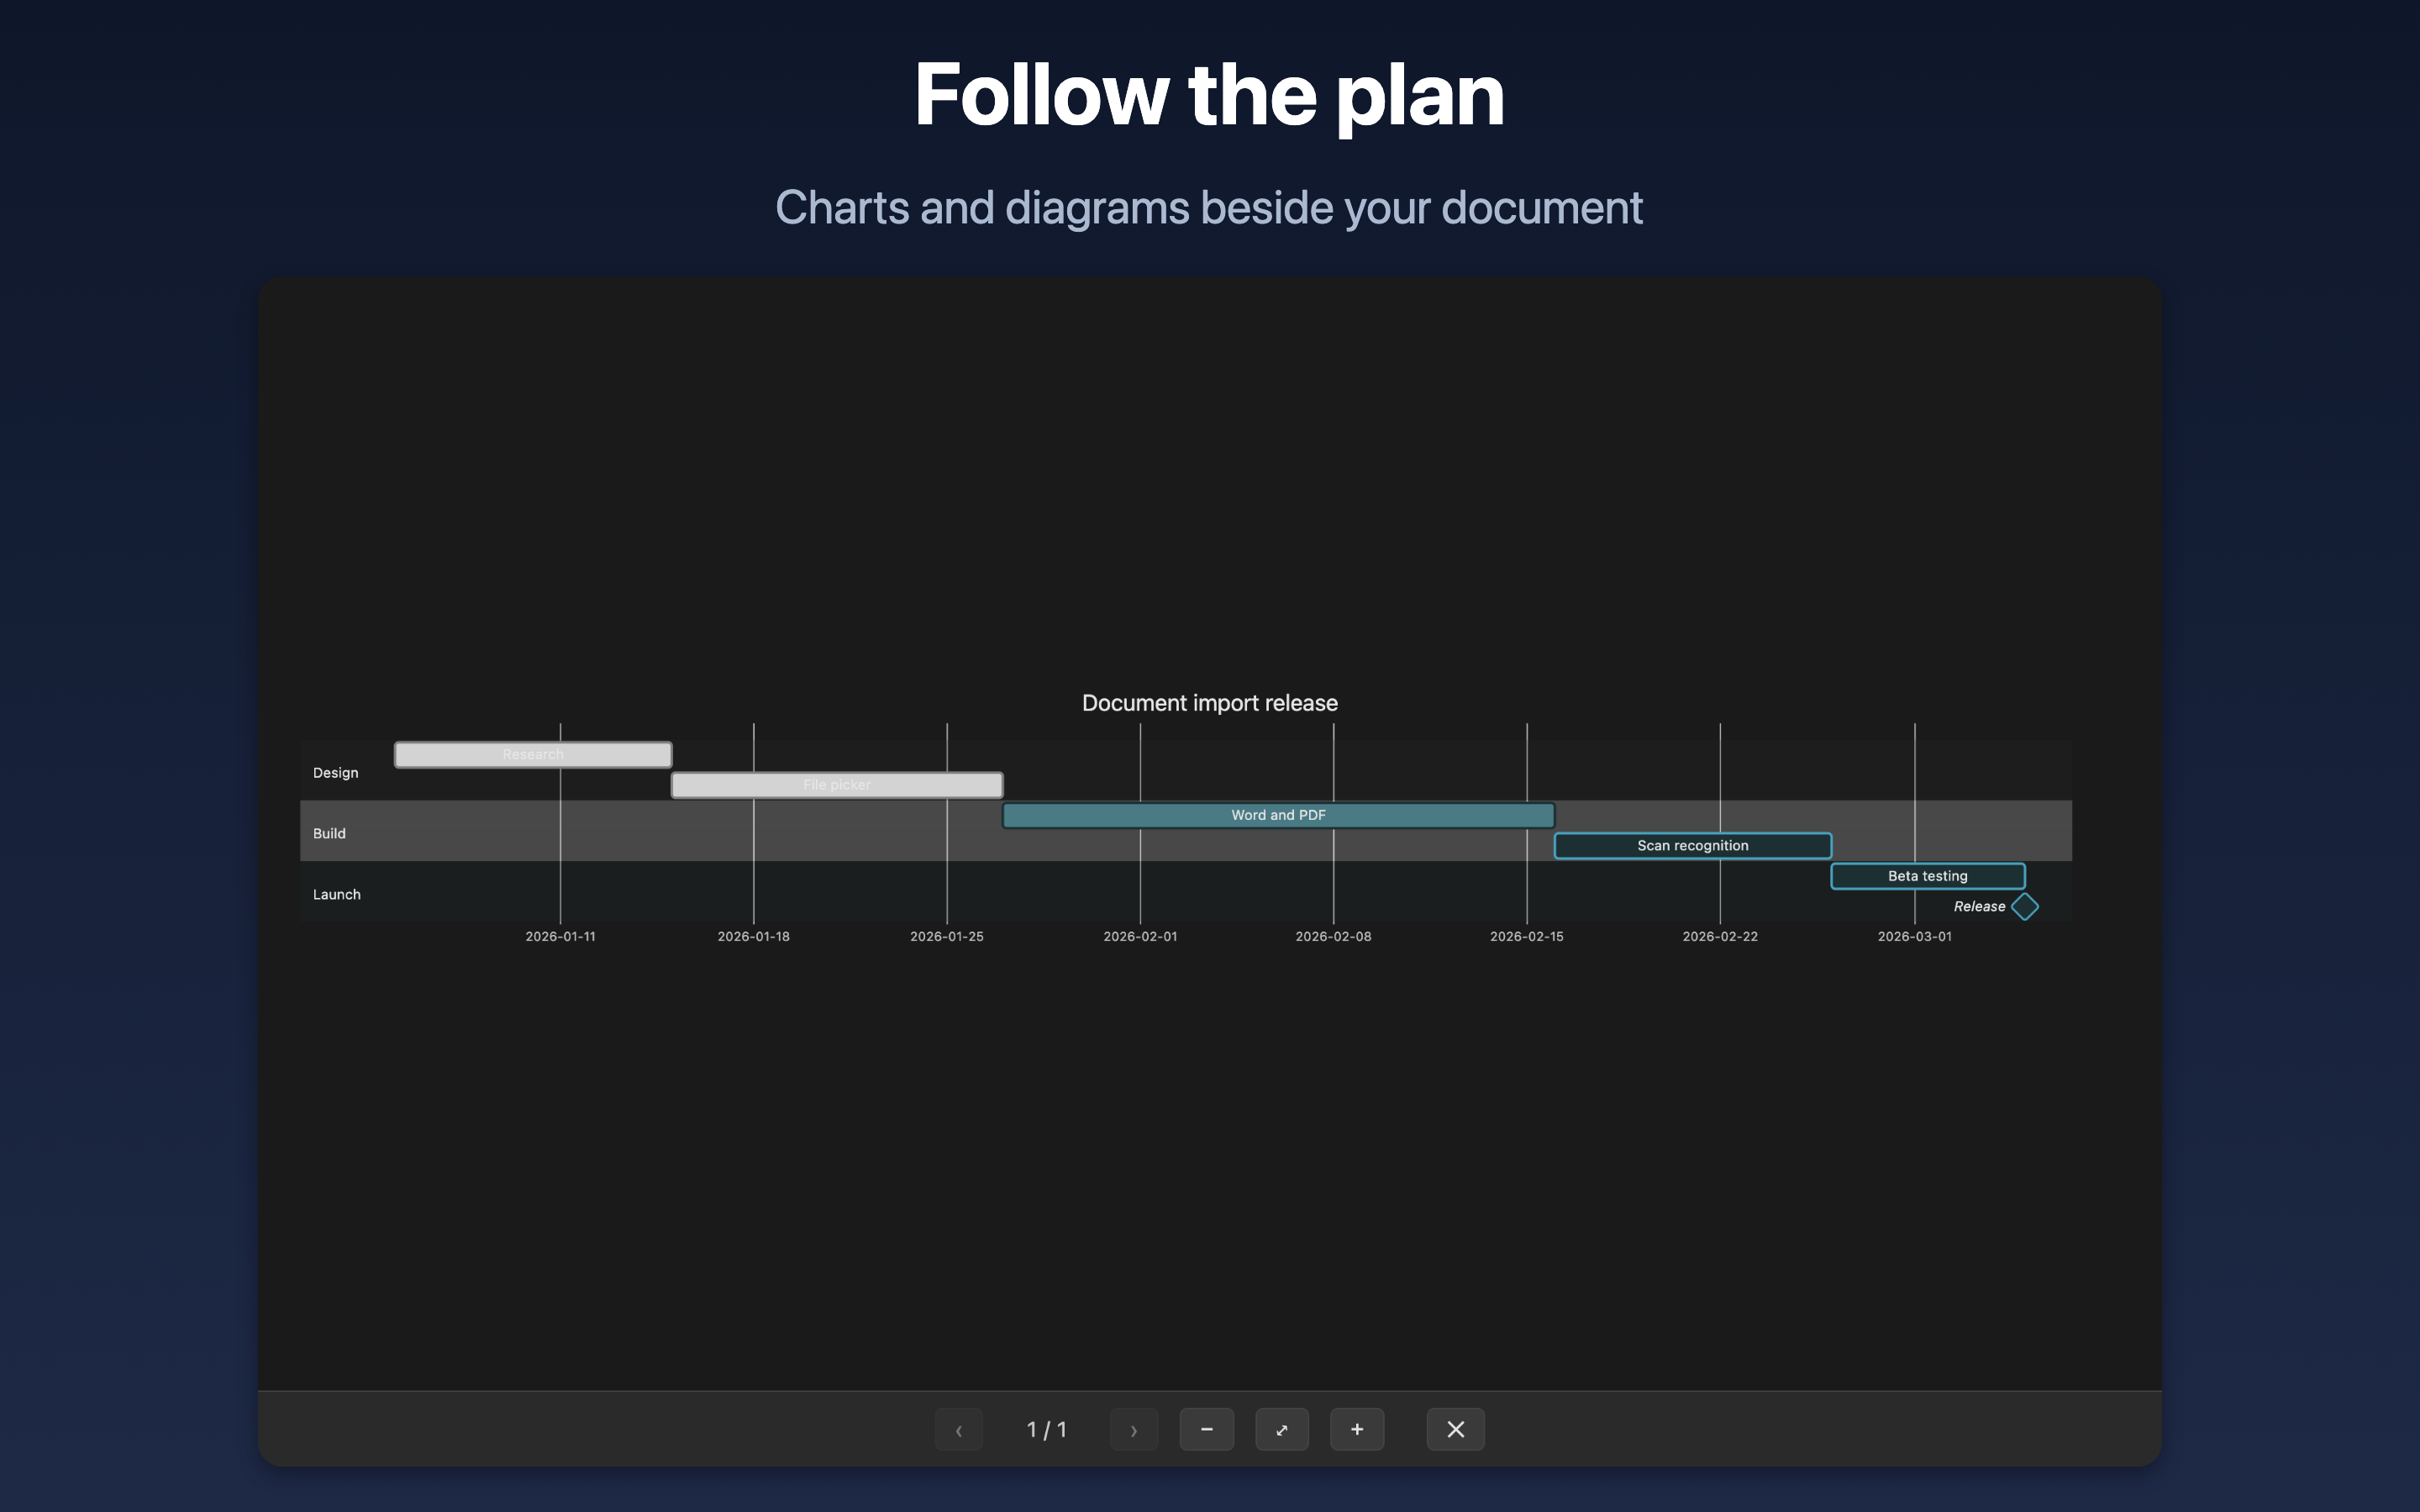 Follow the plan
Charts and diagrams beside your document
Document import release
Research
Design
File picker
Word and PDF
Build
Scan recognition
Beta testing
Launch
Release
2026-01-11
2026-01-18
2026-01-25
2026-02-01
2026-02-08
2026-02-15
2026-02-22
2026-03-01
1 / 1